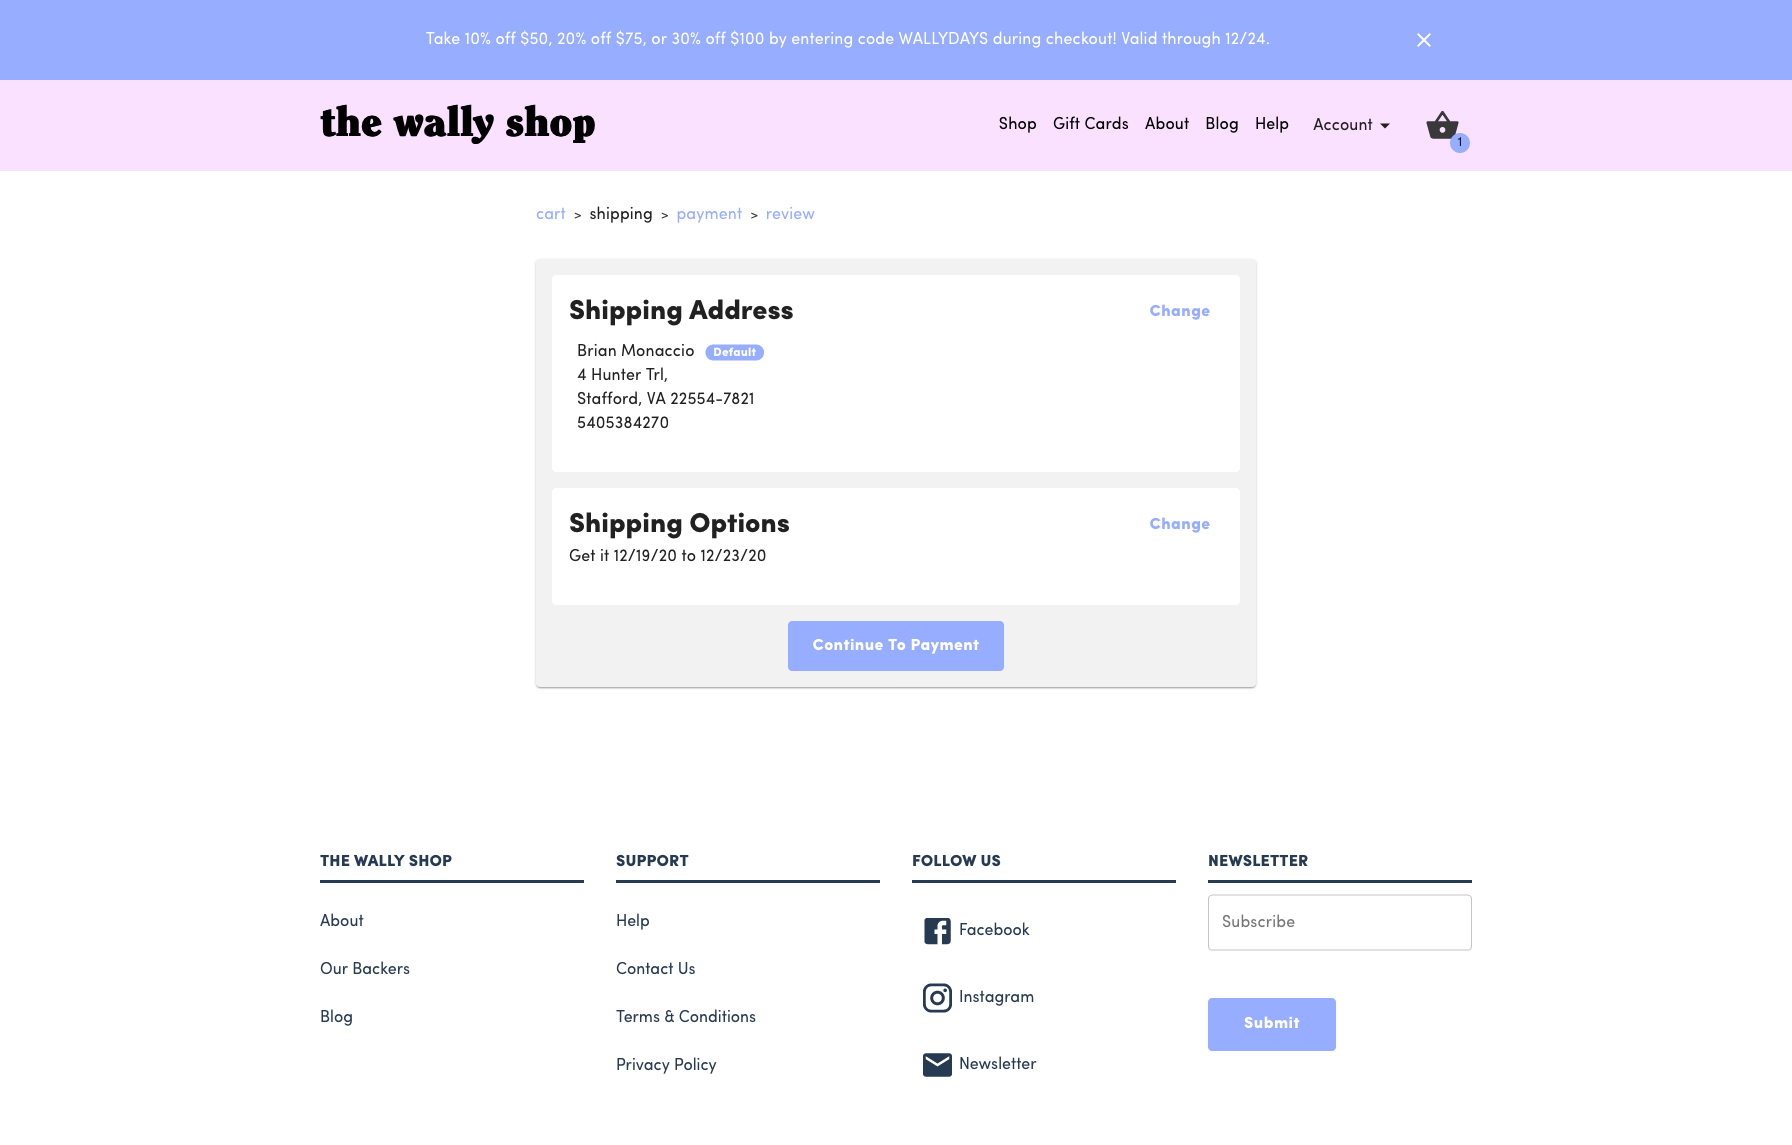 Take 10% off $50, 20% off $75, or 30% off $100 by entering code WALLYDAYS during checkout! Valid through 12/24.
the wally shop
Shop Gift Cards About Blog Help Account 1
cart > shipping > payment > review
Shipping Address Change
Brian Monaccio Default
4 Hunter Trl,
Stafford, VA 22554-7821
5405384270
Shipping Options Change
Get it 12/19/20 to 12/23/20
Continue To Payment
THE WALLY SHOP
About
Our Backers
Blog
SUPPORT
Help
Contact Us
Terms & Conditions
Privacy Policy
FOLLOW US
Facebook
Instagram
Newsletter
NEWSLETTER
Subscribe
Submit